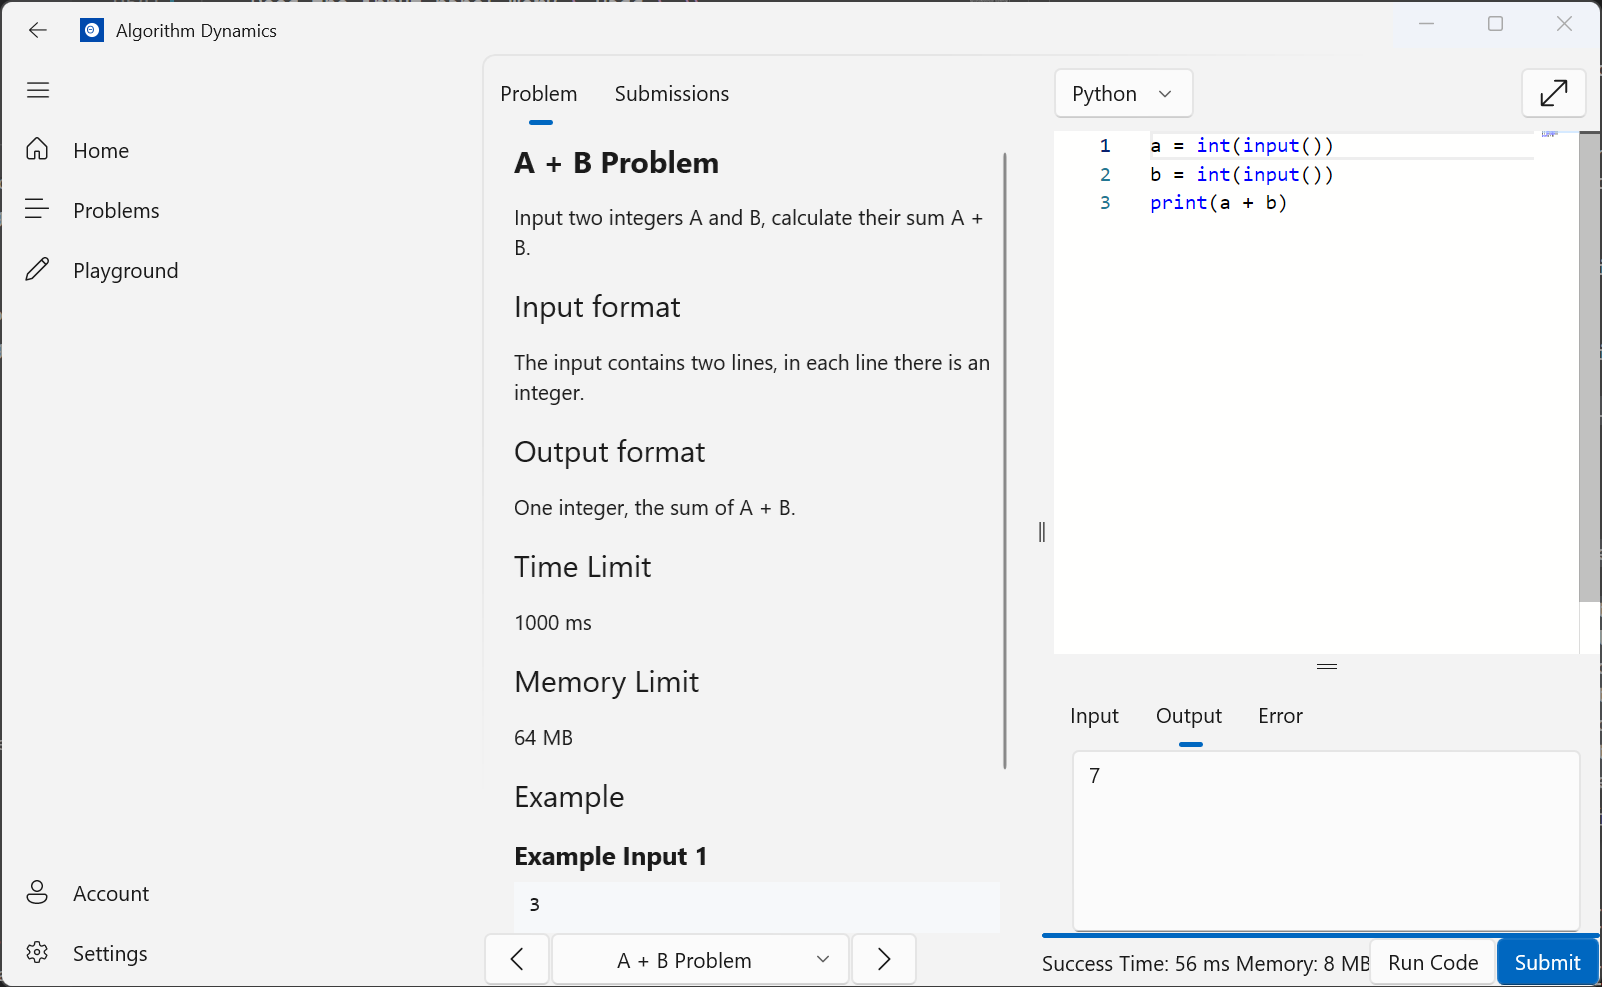 Algorithm Dynamics
Home
Problems
Playground
Account
Settings
Problem Submissions
A + B Problem
Input two integers A and B, calculate their sum A +
B.
Input format
The input contains two lines, in each line there is an
integer.
Output format
One integer, the sum of A + B.
Time Limit
1000 ms
Memory Limit
64 MB
Example
Example Input 1
3
A + B Problem
Python
1 a = int(input())
2 b = int(input())
3 print(a + b)
Input Output Error
7
Success Time: 56 ms Memory: 8 MB
Run Code
Submit